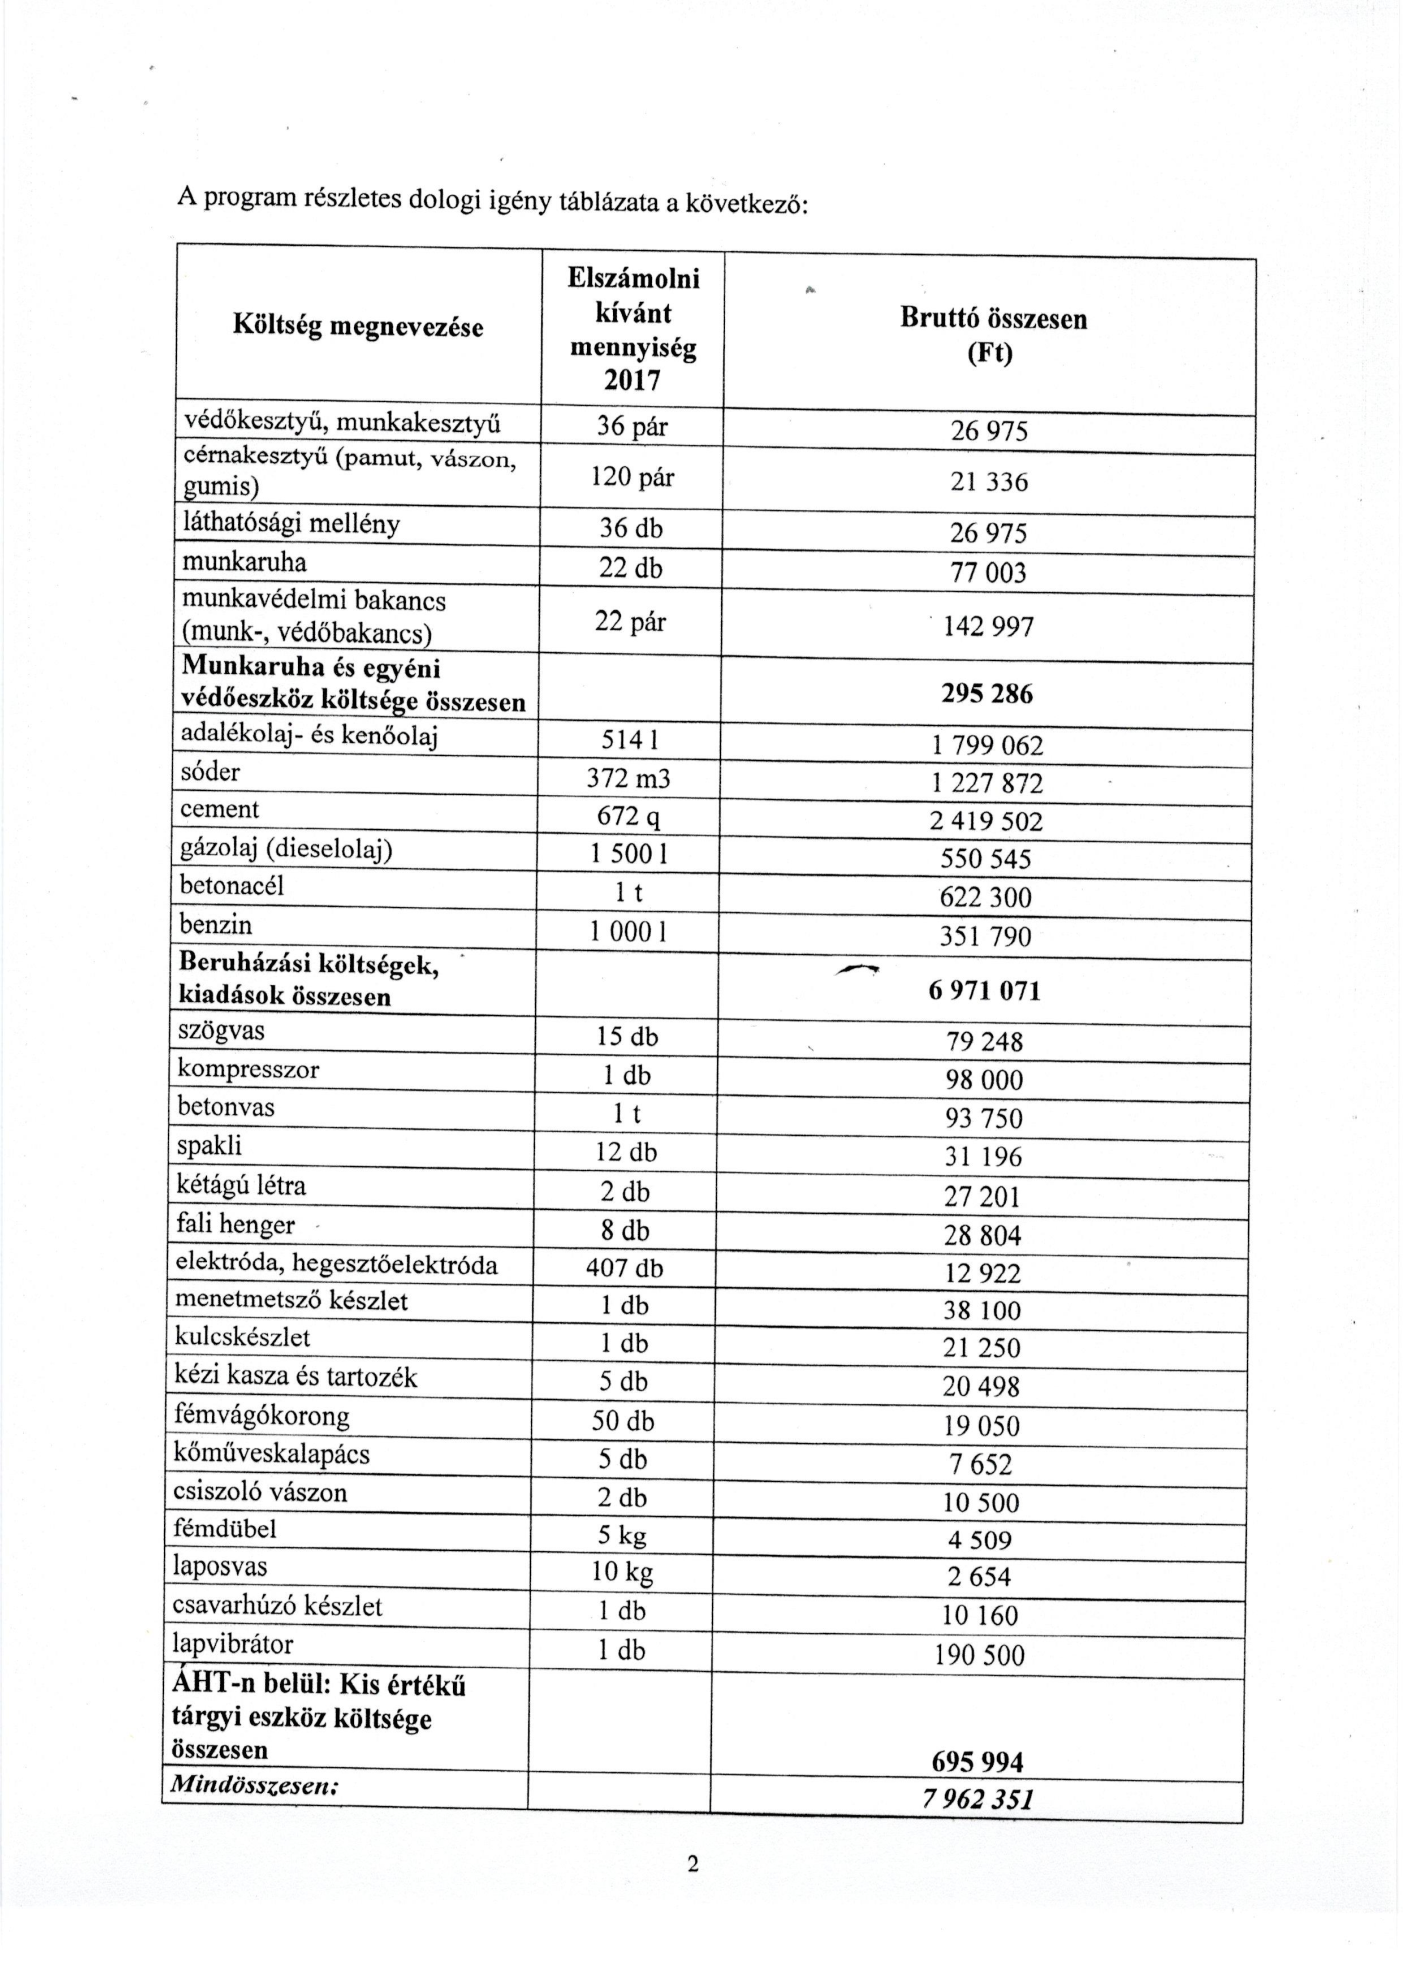 A program részletes dologi igény táblázata a következő:
Költség megnevezése
Elszámolni
kívánt
mennyiség
2017
Bruttó összesen
(Ft)
védőkesztyű, munkakesztyű 36 pár 26 975
cérnakesztyű (pamut, vászon,
gumis) 120 pár 21 336
láthatósági mellény 36 db 26 975
munkaruha 22 db 77 003
munkavédelmi bakancs
(munk-, védőbakancs) 22 pár 142 997
Munkaruha és egyéni
védőeszköz költsége összesen 295 286
adalékolaj- és kenőolaj 514 l 1 799 062
sóder 372 m3 1 227 872
cement 672 q 2 419 502
gázolaj (dieselolaj) 1 500 l 550 545
betonacél 1 t 622 300
benzin 1 000 l 351 790
Beruházási költségek,
kiadások összesen 6 971 071
szögvas 15 db 79 248
kompresszor 1 db 98 000
betonvas 1 t 93 750
spakli 12 db 31 196
kétágú létra 2 db 27 201
fali henger 8 db 28 804
elektróda, hegesztőelektróda 407 db 12 922
menetmetsző készlet 1 db 38 100
kulcskészlet 1 db 21 250
kézi kasza és tartozék 5 db 20 498
fémvágókorong 50 db 19 050
kőműveskalapács 5 db 7 652
csiszoló vászon 2 db 10 500
fémdübel 5 kg 4 509
laposvas 10 kg 2 654
csavarhúzó készlet 1 db 10 160
lapvibrátor 1 db 190 500
ÁHT-n belül: Kis értékű
tárgyi eszköz költsége
összesen 695 994
Mindösszesen: 7 962 351
2